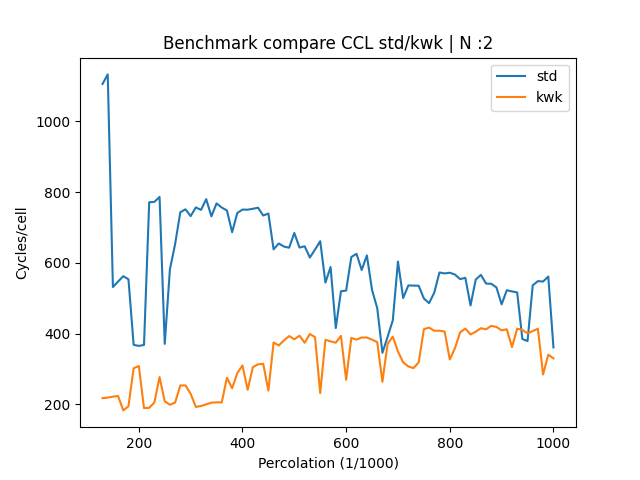 Benchmark compare CCL std/kwk | N :2
std
kwk
Cycles/cell
1000
800
600
400
200
200 400 600 800 1000
Percolation (1/1000)